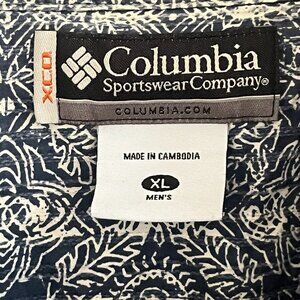 XCO
Columbia
Sportswear Company®
COLUMBIA.COM
MADE IN CAMBODIA
XL
MEN'S